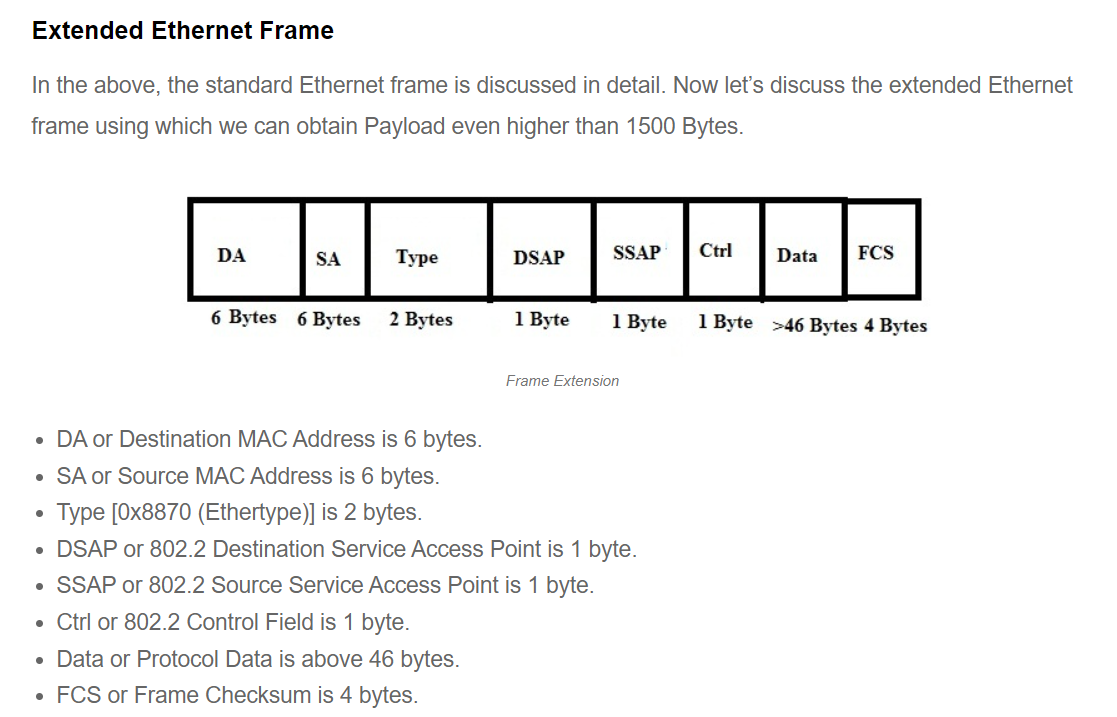 Extended Ethernet Frame
In the above, the standard Ethernet frame is discussed in detail. Now let’s discuss the extended Ethernet
frame using which we can obtain Payload even higher than 1500 Bytes.
DA SA Type DSAP SSAP Ctrl Data FCS
6 Bytes 6 Bytes 2 Bytes 1 Byte 1 Byte 1 Byte >46 Bytes 4 Bytes
Frame Extension
• DA or Destination MAC Address is 6 bytes.
• SA or Source MAC Address is 6 bytes.
• Type [0x8870 (Ethertype)] is 2 bytes.
• DSAP or 802.2 Destination Service Access Point is 1 byte.
• SSAP or 802.2 Source Service Access Point is 1 byte.
• Ctrl or 802.2 Control Field is 1 byte.
• Data or Protocol Data is above 46 bytes.
• FCS or Frame Checksum is 4 bytes.